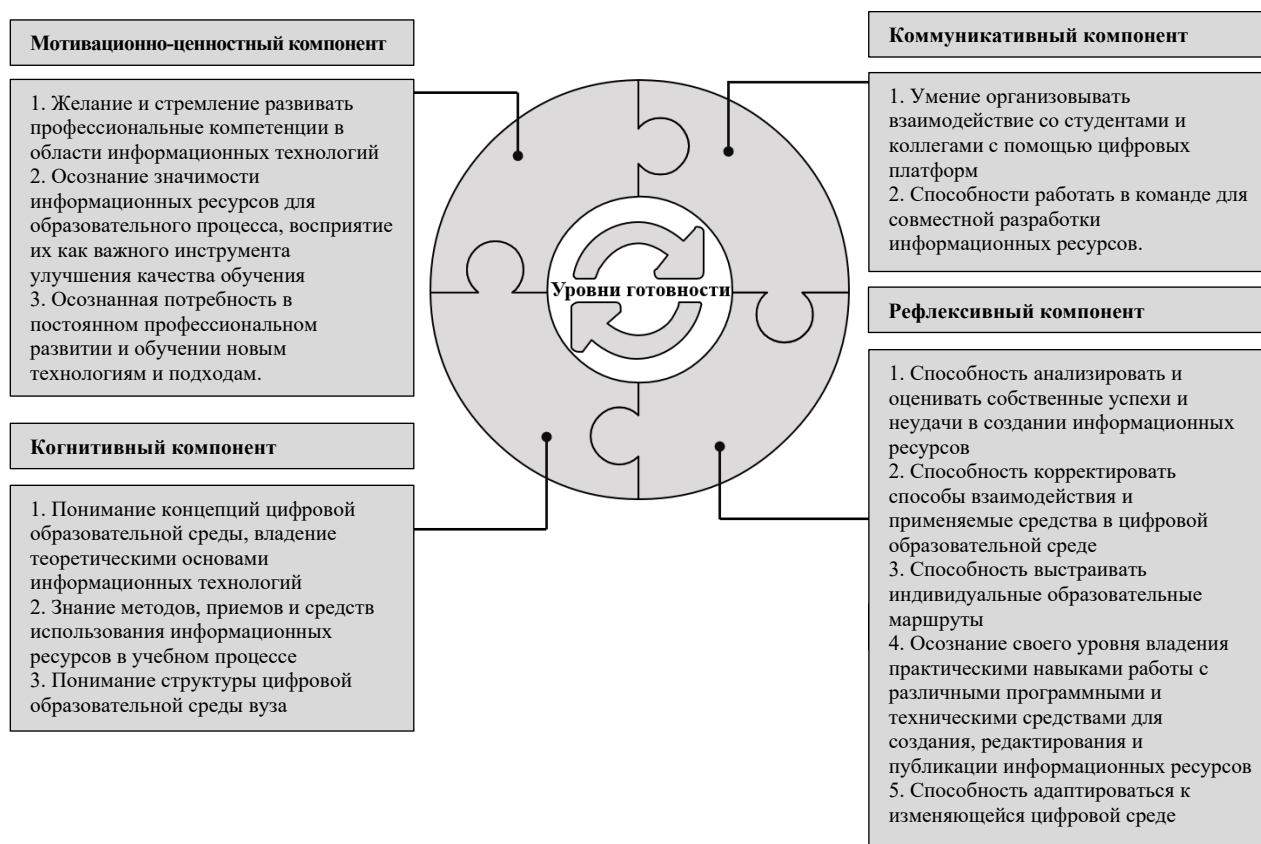 Мотивационно-ценностный компонент
1. Желание и стремление развивать
профессиональные компетенции в
области информационных технологий
2. Осознание значимости
информационных ресурсов для
образовательного процесса, восприятие
их как важного инструмента
улучшения качества обучения
3. Осознанная потребность в
постоянном профессиональном
развитии и обучении новым
технологиям и подходам.
Когнитивный компонент
1. Понимание концепций цифровой
образовательной среды, владение
теоретическими основами
информационных технологий
2. Знание методов, приемов и средств
использования информационных
ресурсов в учебном процессе
3. Понимание структуры цифровой
образовательной среды вуза
Уровни готовности
Коммуникативный компонент
1. Умение организовывать
взаимодействие со студентами и
коллегами с помощью цифровых
платформ
2. Способности работать в команде для
совместной разработки
информационных ресурсов.
Рефлексивный компонент
1. Способность анализировать и
оценивать собственные успехи и
неудачи в создании информационных
ресурсов
2. Способность корректировать
способы взаимодействия и
применяемые средства в цифровой
образовательной среде
3. Способность выстраивать
индивидуальные образовательные
маршруты
4. Осознание своего уровня владения
практическими навыками работы с
различными программными и
техническими средствами для
создания, редактирования и
публикации информационных ресурсов
5. Способность адаптироваться к
изменяющейся цифровой среде